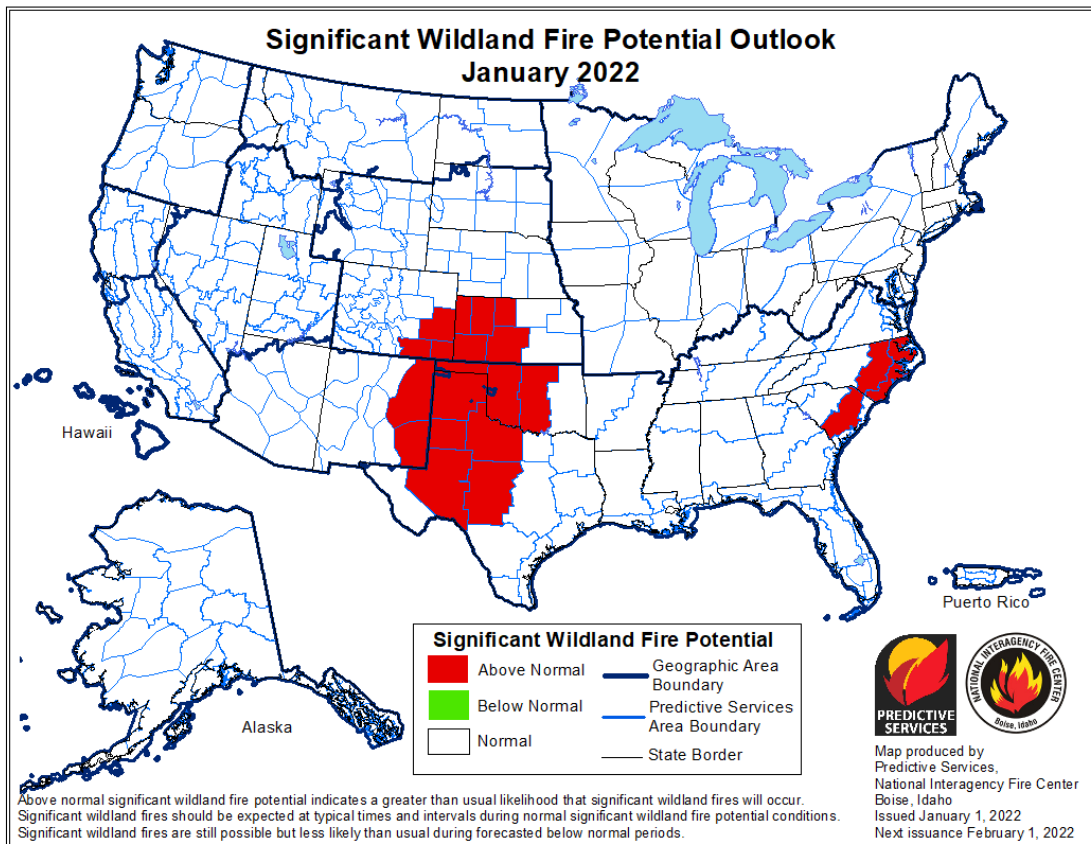 Significant Wildland Fire Potential Outlook
January 2022
Hawaii
Alaska
Puerto Rico
Significant Wildland Fire Potential
Above Normal
Below Normal
Normal
Geographic Area
Boundary
Predictive Services
Area Boundary
State Border
PREDICTIVE
SERVICES
NATIONAL INTERAGENCY FIRE CENTER
Boise, Idaho
Map produced by
Predictive Services,
National Interagency Fire Center
Boise, Idaho
Issued January 1, 2022
Next issuance February 1, 2022
Above normal significant wildland fire potential indicates a greater than usual likelihood that significant wildland fires will occur.
Significant wildland fires should be expected at typical times and intervals during normal significant wildland fire potential conditions.
Significant wildland fires are still possible but less likely than usual during forecasted below normal periods.